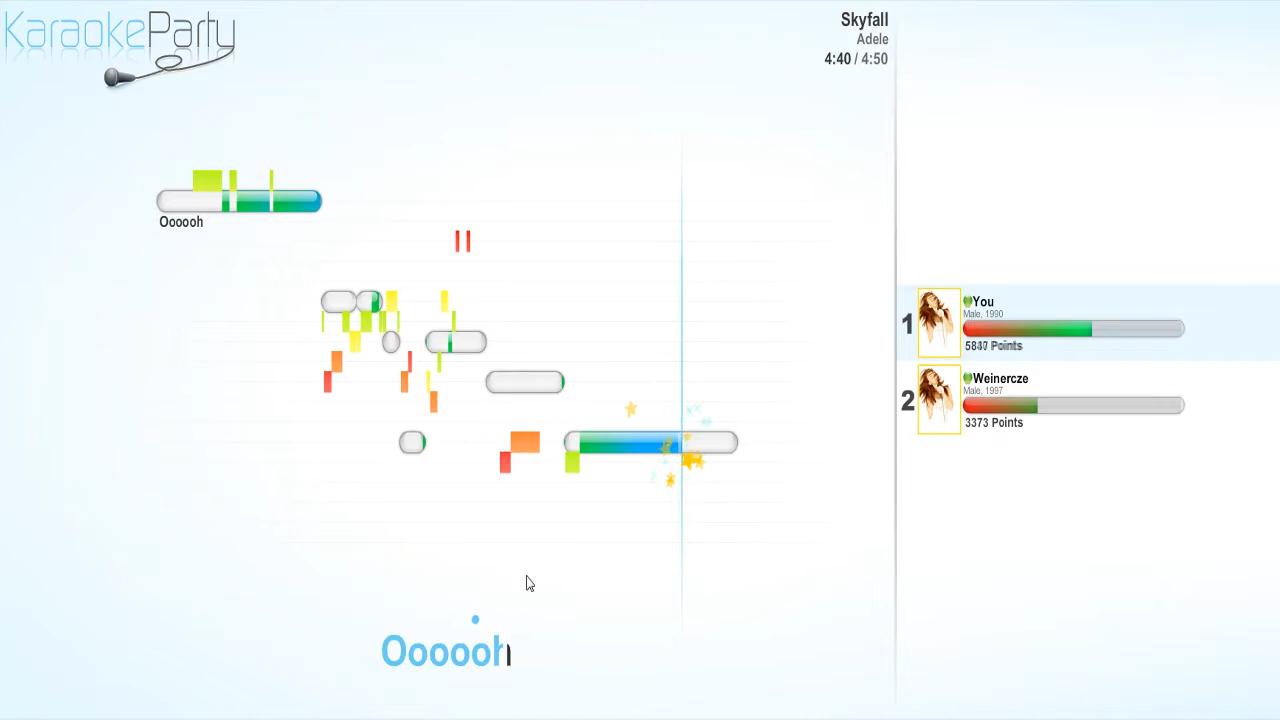 KaraokeParty
Skyfall
Adele
4:40 / 4:50
Oooooh
1
You
Male, 1990
Points
2
Weinercze
Male, 1997
3373 Points
Oooooh